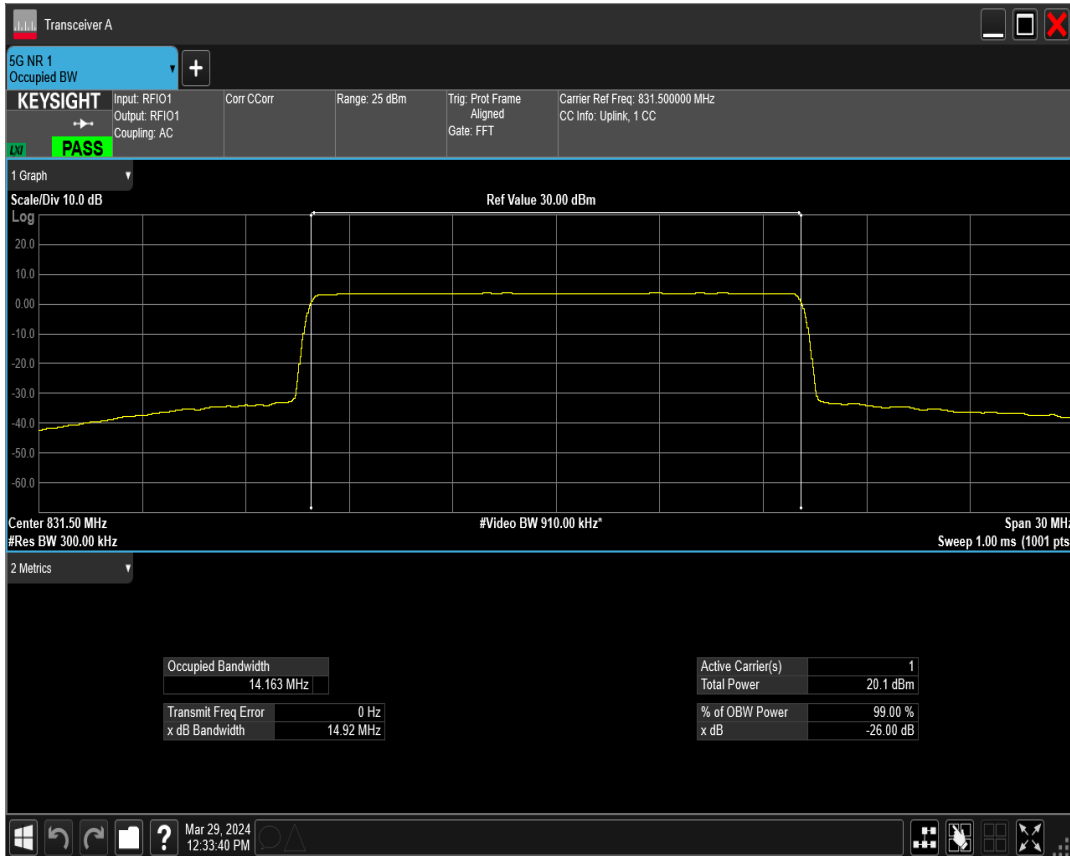 Transceiver A
5G NR 1
Occupied BW
KEYSIGHT
LXI
PASS
Input: RFIO1
Output: RFIO1
Coupling: AC
Corr CCorr
Range: 25 dBm
Trig: Prot Frame
Aligned
Gate: FFT
Carrier Ref Freq: 831.500000 MHz
CC Info: Uplink, 1 CC
1 Graph
Scale/Div 10.0 dB
Ref Value 30.00 dBm
Log
20.0
10.0
0.00
-10.0
-20.0
-30.0
-40.0
-50.0
-60.0
Center 831.50 MHz
#Video BW 910.00 kHz*
Span 30 MHz
#Res BW 300.00 kHz
Sweep 1.00 ms (1001 pts
2 Metrics
Occupied Bandwidth
14.163 MHz
Transmit Freq Error 0 Hz
x dB Bandwidth 14.92 MHz
Active Carrier(s) 1
Total Power 20.1 dBm
% of OBW Power 99.00 %
x dB -26.00 dB
?
Mar 29, 2024
12:33:40 PM